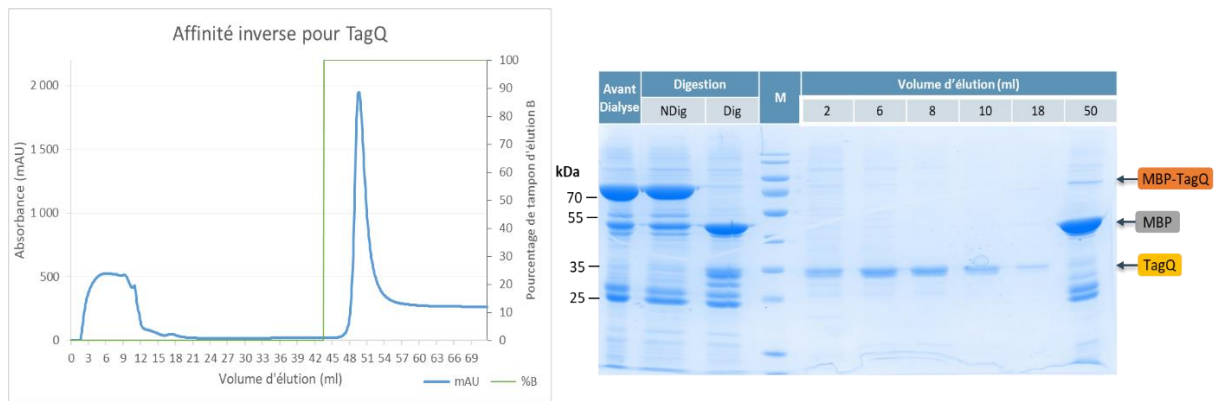 Affinité inverse pour TagQ
Absorbance (mAU)
2 000
1 500
1 000
500
0
0 3 6 9 12 15 18 21 24 27 30 33 36 39 42 45 48 51 54 57 60 63 66 69
Volume d'élution (ml)
100
90
80
70
60
50
40
30
20
10
0
Pourcentage de tampon d'élution B
mAU %B
Avant Dialyse
Digestion
NDig Dig
M
Volume d'élution (ml)
2 6 8 10 18 50
kDa
70
55
35
25
MBP-TagQ
MBP
TagQ